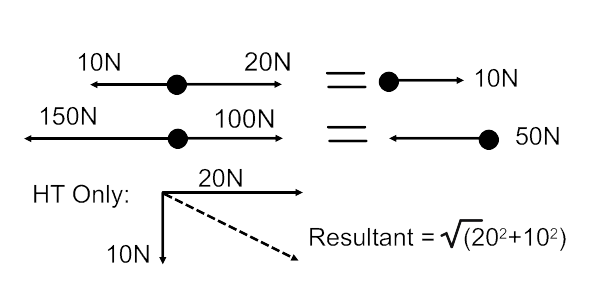 10N 20N = 10N
150N 100N = 50N
HT Only: 20N
10N
Resultant = √(20²+10²)